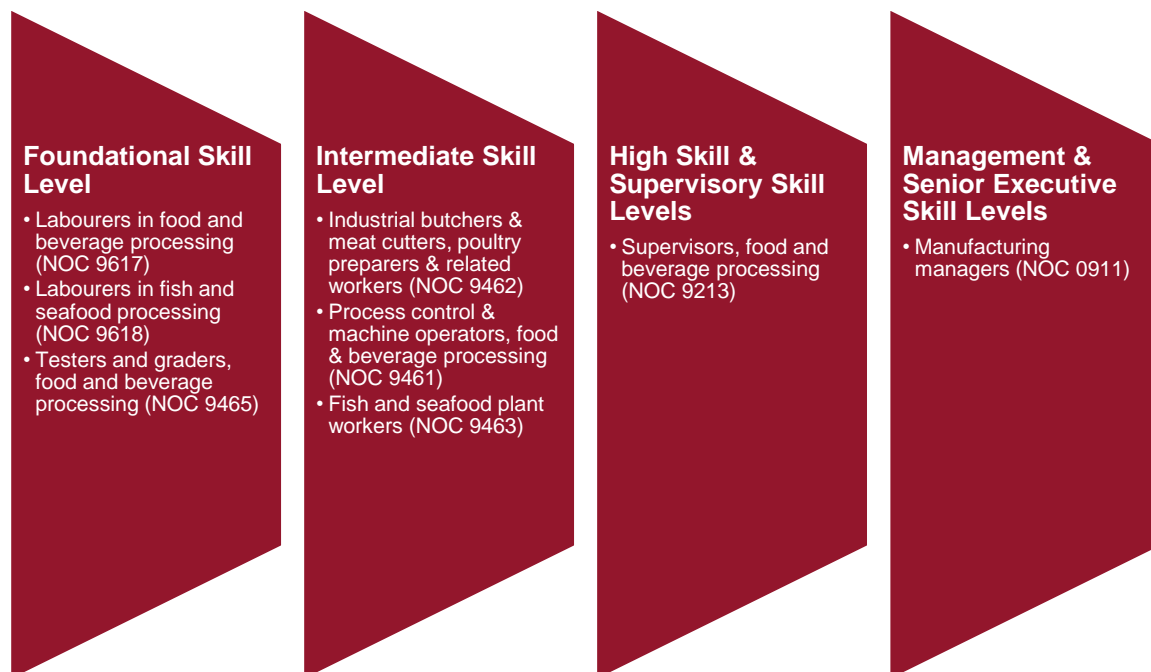 Foundational Skill
Level
• Labourers in food and
beverage processing
(NOC 9617)
• Labourers in fish and
seafood processing
(NOC 9618)
• Testers and graders,
food and beverage
processing (NOC 9465)
Intermediate Skill
Level
• Industrial butchers &
meat cutters, poultry
preparers & related
workers (NOC 9462)
• Process control &
machine operators, food
& beverage processing
(NOC 9461)
• Fish and seafood plant
workers (NOC 9463)
High Skill &
Supervisory Skill
Levels
• Supervisors, food and
beverage processing
(NOC 9213)
Management &
Senior Executive
Skill Levels
• Manufacturing
managers (NOC 0911)